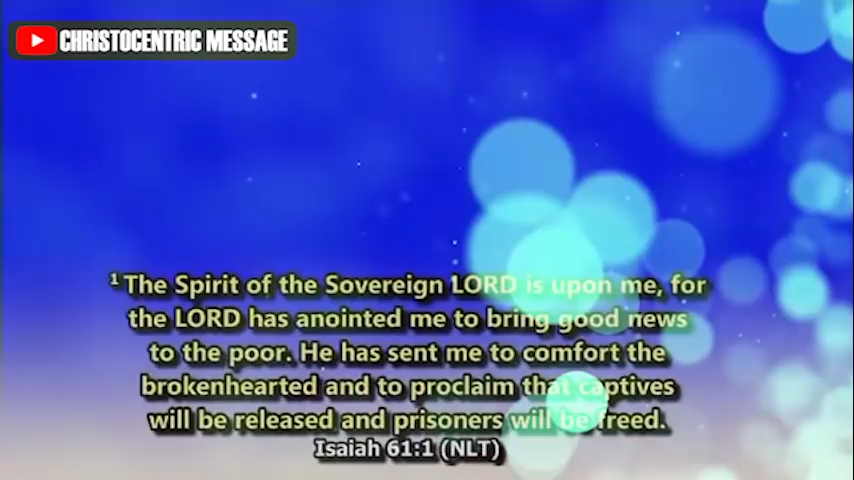 CHRISTOCENTRIC MESSAGE
1 The Spirit of the Sovereign LORD is upon me, for
the LORD has anointed me to bring good news
to the poor. He has sent me to comfort the
brokenhearted and to proclaim that captives
will be released and prisoners will be freed.
Isaiah 61:1 (NLT)